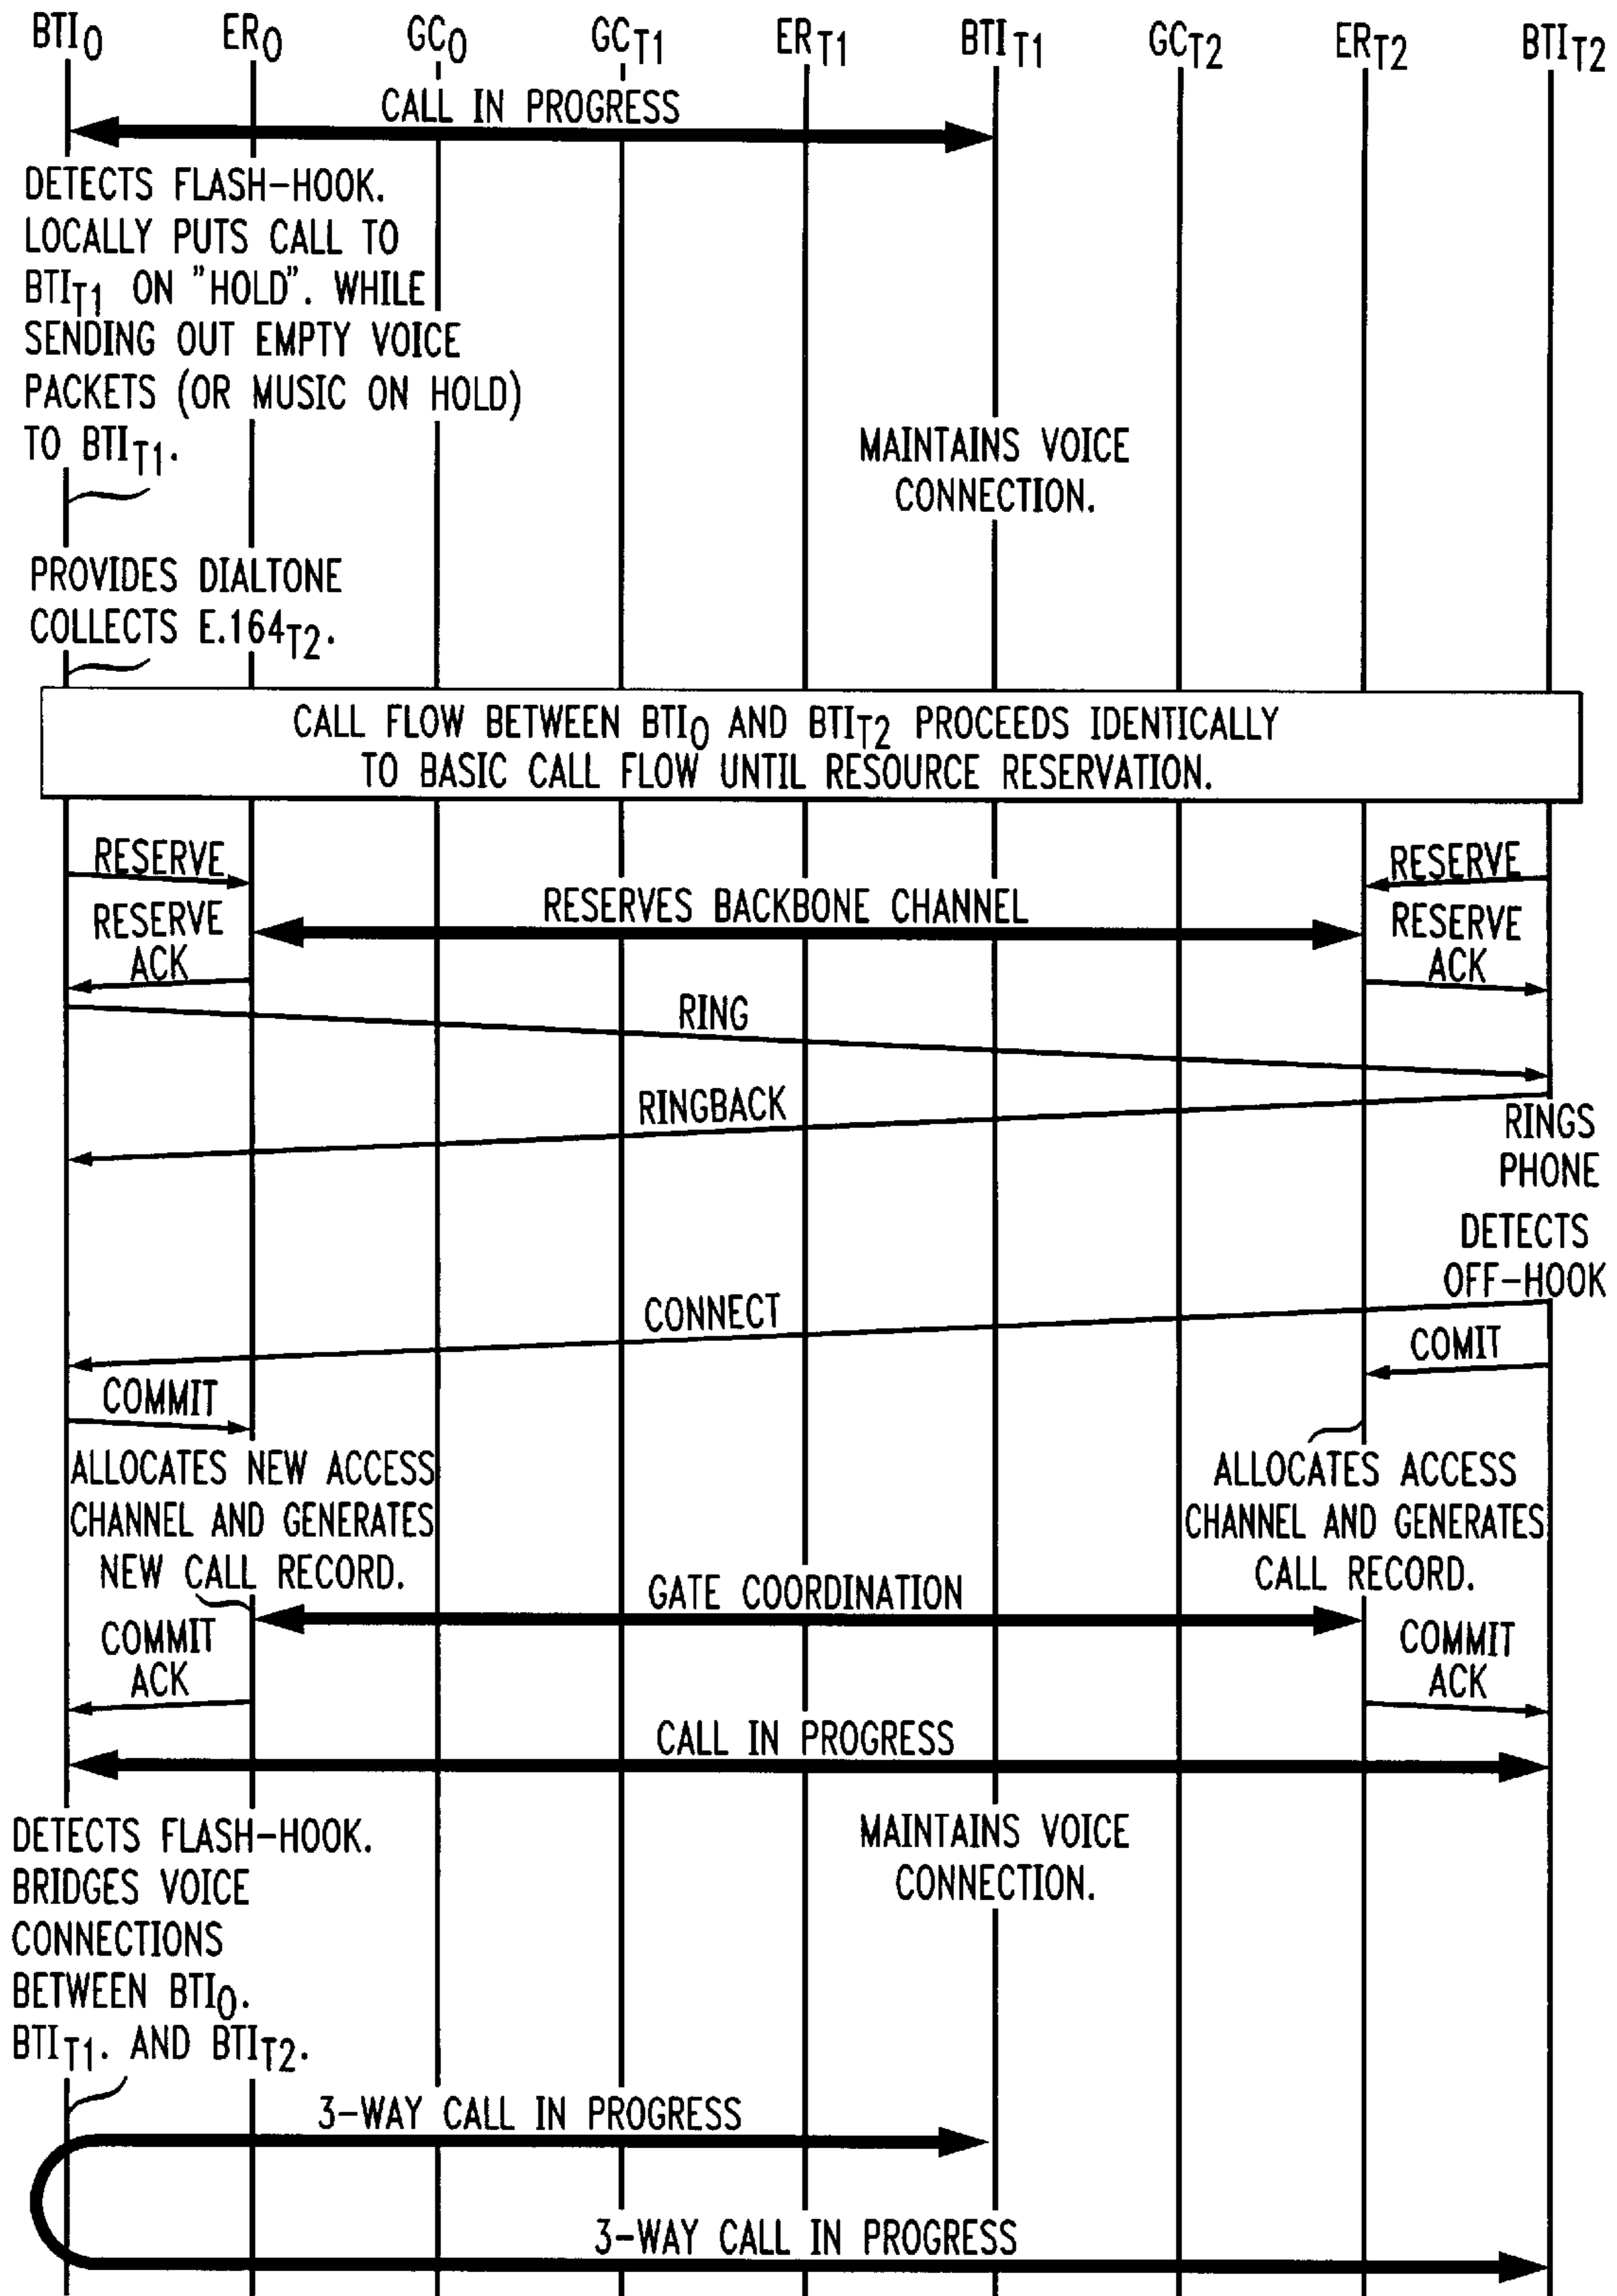 BTI0 ER0 GC0 GCT1 ERT1 BTIT1 GCT2 ERT2 BTIT2
CALL IN PROGRESS
DETECTS FLASH-HOOK.
LOCALLY PUTS CALL TO
BTIT1 ON "HOLD". WHILE
SENDING OUT EMPTY VOICE
PACKETS (OR MUSIC ON HOLD)
TO BTIT1.
MAINTAINS VOICE
CONNECTION.
PROVIDES DIALTONE
COLLECTS E.164T2.
CALL FLOW BETWEEN BTI0 AND BTIT2 PROCEEDS IDENTICALLY
TO BASIC CALL FLOW UNTIL RESOURCE RESERVATION.
RESERVE
RESERVE
RESERVES BACKBONE CHANNEL
RESERVE
ACK
RESERVE
ACK
RING
RINGBACK
RINGS
PHONE
DETECTS
OFF-HOOK
CONNECT
COMIT
COMMIT
ALLOCATES NEW ACCESS
CHANNEL AND GENERATES
NEW CALL RECORD.
ALLOCATES ACCESS
CHANNEL AND GENERATES
CALL RECORD.
GATE COORDINATION
COMMIT
ACK
COMMIT
ACK
CALL IN PROGRESS
DETECTS FLASH-HOOK.
BRIDGES VOICE
CONNECTIONS
BETWEEN BTI0.
BTIT1. AND BTIT2.
MAINTAINS VOICE
CONNECTION.
3-WAY CALL IN PROGRESS
3-WAY CALL IN PROGRESS